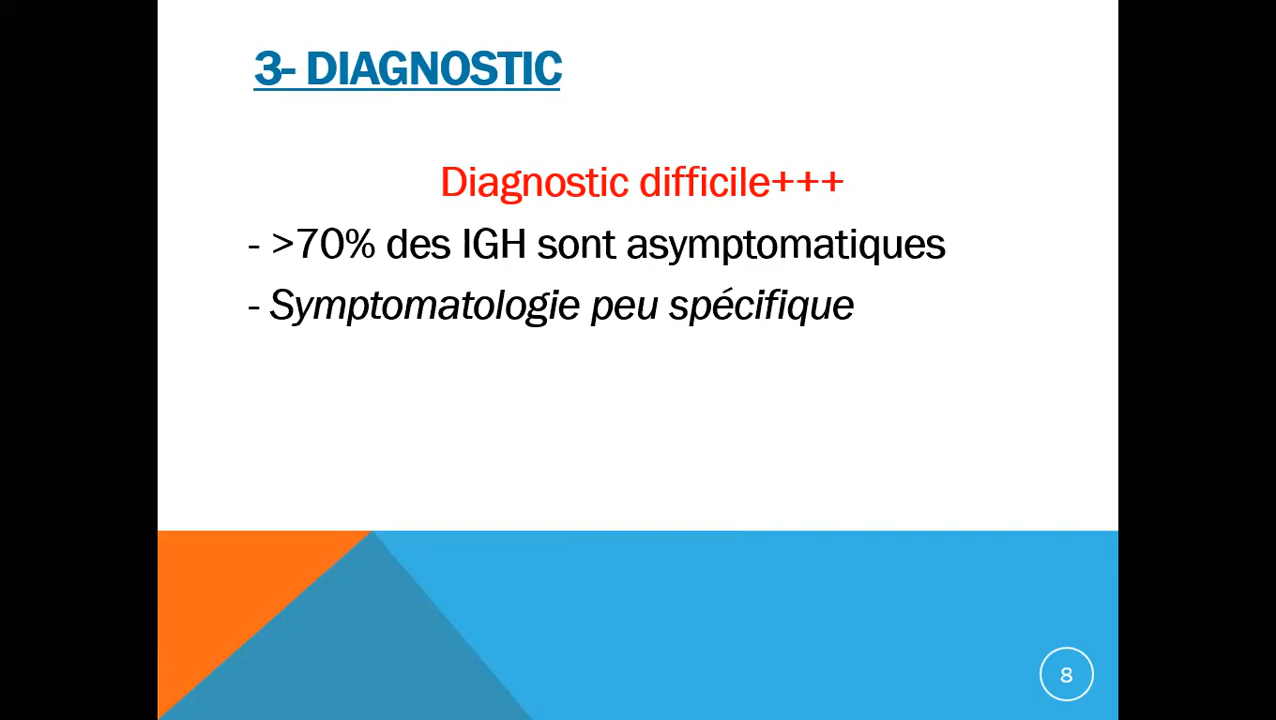 3- DIAGNOSTIC
Diagnostic difficile+++
- >70% des IGH sont asymptomatiques
- Symptomatologie peu spécifique
8